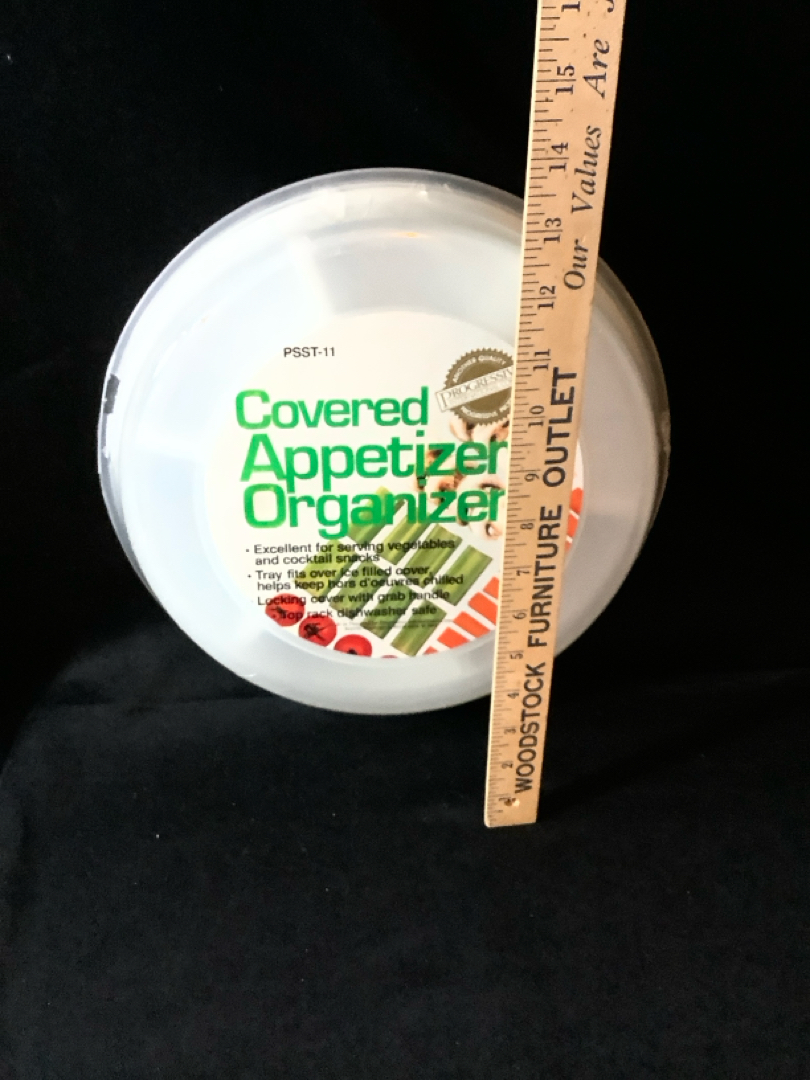 PSST-11
PROGRESSIV
Covered
Appetizer
Organizer
· Excellent for serving vegetables
and cocktail snacks
· Tray fits over ice filled cover,
helps keep hors d'oeuvres chilled
Locking cover with grab handle
· Top rack dishwasher safe
WOODSTOCK FURNITURE OUTLET Our Values Are
1 2 3 4 5 6 7 8 9 10 11 12 13 14 15